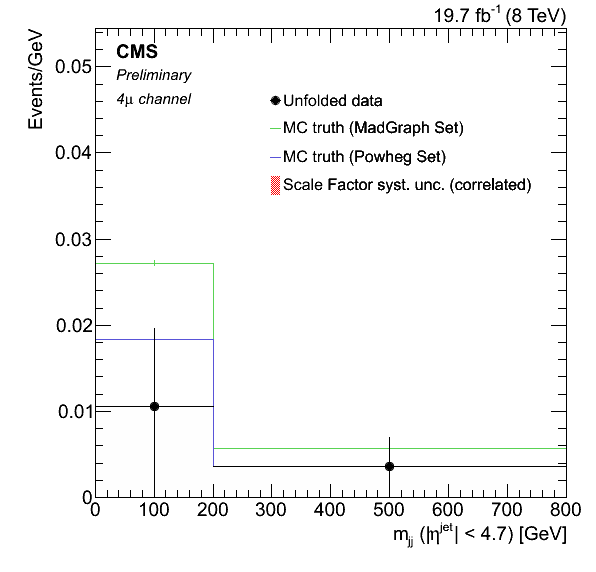 19.7 fb⁻¹ (8 TeV)
Events/GeV
CMS
Preliminary
4μ channel
Unfolded data
MC truth (MadGraph Set)
MC truth (Powheg Set)
Scale Factor syst. unc. (correlated)
0.05
0.04
0.03
0.02
0.01
0
0 100 200 300 400 500 600 700 800
m_jj (|η^jet| < 4.7) [GeV]